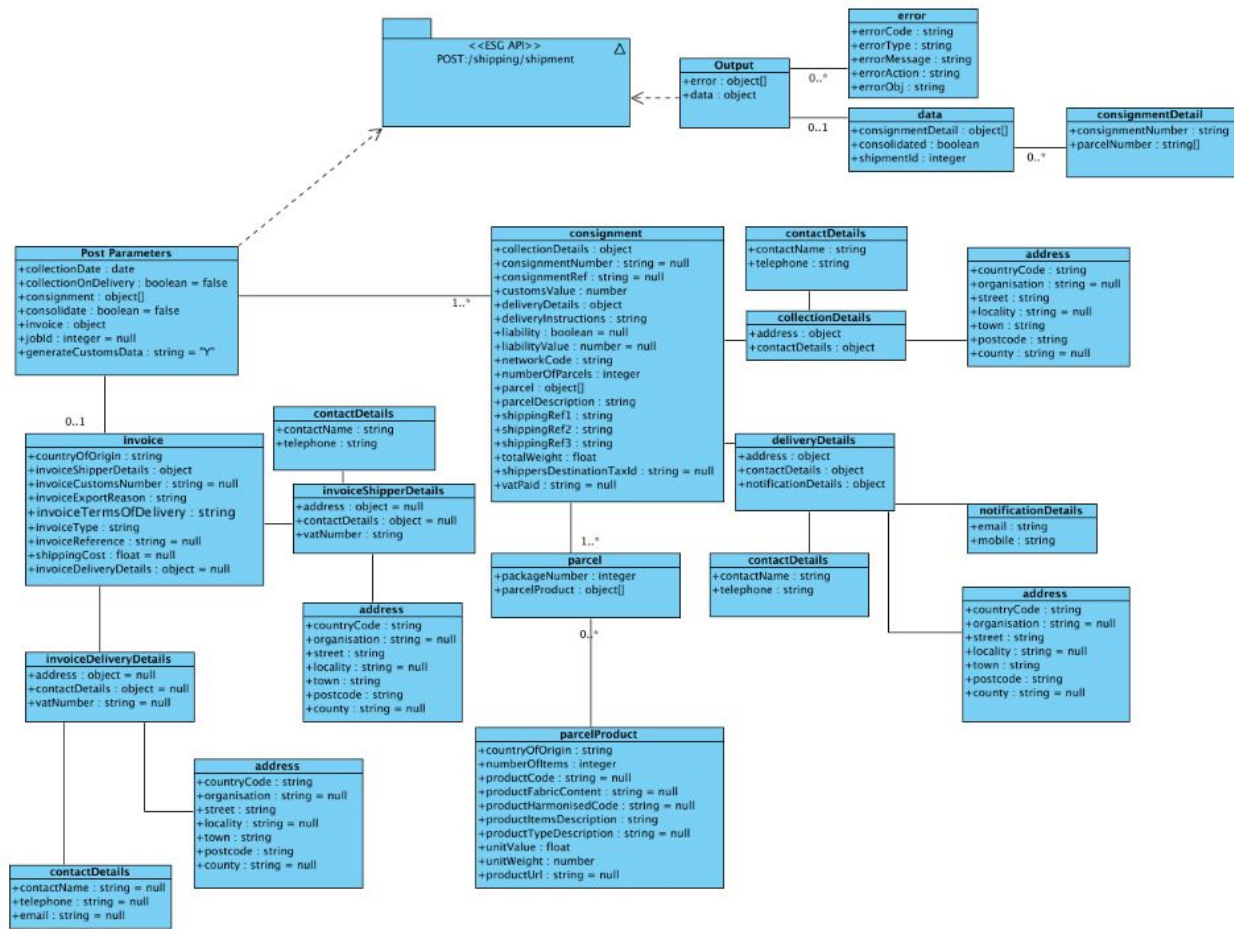 <<ESG API>>
POST:/shipping/shipment
Output
+error : object[]
+data : object
error
+errorCode : string
+errorType : string
+errorMessage : string
+errorAction : string
+errorObj : string
0..*
data
+consignmentDetail : object[]
+consolidated : boolean
+shipmentId : integer
0..1
consignmentDetail
+consignmentNumber : string
+parcelNumber : string[]
0..*
Post Parameters
+collectionDate : date
+collectionOnDelivery : boolean = false
+consignment : object[]
+consolidate : boolean = false
+invoice : object
+jobId : integer = null
+generateCustomsData : string = "Y"
1..*
consignment
+collectionDetails : object
+consignmentNumber : string = null
+consignmentRef : string = null
+customsValue : number
+deliveryDetails : object
+deliveryInstructions : string
+liability : boolean = null
+liabilityValue : number = null
+networkCode : string
+numberOfParcels : integer
+parcel : object[]
+parcelDescription : string
+shippingRef1 : string
+shippingRef2 : string
+shippingRef3 : string
+totalWeight : float
+shippersDestinationTaxId : string = null
+vatPaid : string = null
contactDetails
+contactName : string
+telephone : string
collectionDetails
+address : object
+contactDetails : object
address
+countryCode : string
+organisation : string = null
+street : string
+locality : string = null
+town : string
+postcode : string
+county : string = null
0..1
invoice
+countryOfOrigin : string
+invoiceShipperDetails : object
+invoiceCustomsNumber : string = null
+invoiceExportReason : string
+invoiceTermsOfDelivery : string
+invoiceType : string
+invoiceReference : string = null
+shippingCost : float = null
+invoiceDeliveryDetails : object = null
contactDetails
+contactName : string
+telephone : string
invoiceShipperDetails
+address : object = null
+contactDetails : object = null
+vatNumber : string
address
+countryCode : string
+organisation : string = null
+street : string
+locality : string = null
+town : string
+postcode : string
+county : string = null
deliveryDetails
+address : object
+contactDetails : object
+notificationDetails : object
notificationDetails
+email : string
+mobile : string
contactDetails
+contactName : string
+telephone : string
address
+countryCode : string
+organisation : string = null
+street : string
+locality : string = null
+town : string
+postcode : string
+county : string = null
1..*
parcel
+packageNumber : integer
+parcelProduct : object[]
0..*
parcelProduct
+countryOfOrigin : string
+numberOfItems : integer
+productCode : string = null
+productFabricContent : string = null
+productHarmonisedCode : string = null
+productItemsDescription : string
+productTypeDescription : string = null
+unitValue : float
+unitWeight : number
+productUrl : string = null
invoiceDeliveryDetails
+address : object = null
+contactDetails : object = null
+vatNumber : string = null
address
+countryCode : string
+organisation : string = null
+street : string
+locality : string = null
+town : string
+postcode : string
+county : string = null
contactDetails
+contactName : string = null
+telephone : string = null
+email : string = null